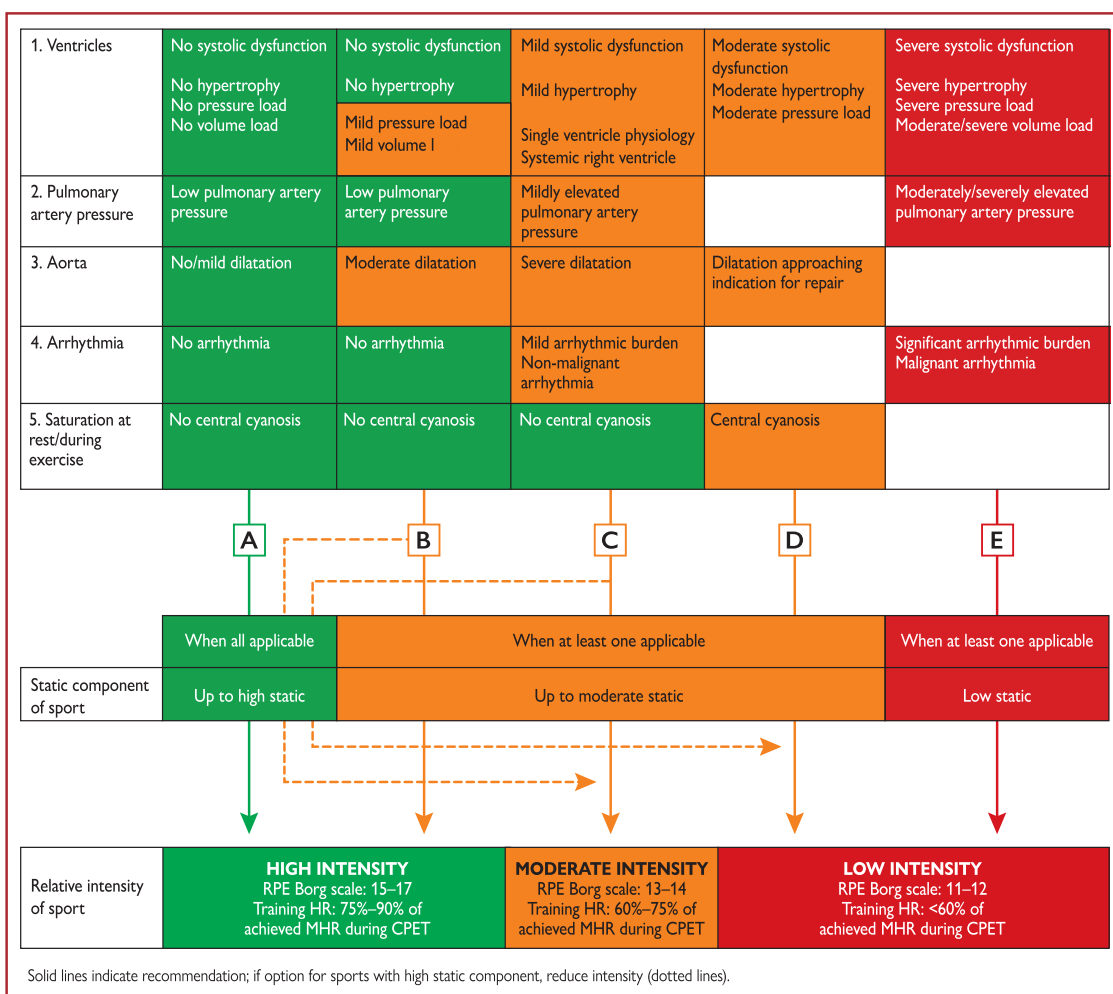 1. Ventricles
No systolic dysfunction
No hypertrophy
No pressure load
No volume load
No systolic dysfunction
No hypertrophy
Mild pressure load
Mild volume l
Mild systolic dysfunction
Mild hypertrophy
Single ventricle physiology
Systemic right ventricle
Moderate systolic
dysfunction
Moderate hypertrophy
Moderate pressure load
Severe systolic dysfunction
Severe hypertrophy
Severe pressure load
Moderate/severe volume load
2. Pulmonary
artery pressure
Low pulmonary artery
pressure
Low pulmonary
artery pressure
Mildly elevated
pulmonary artery
pressure
Moderately/severely elevated
pulmonary artery pressure
3. Aorta
No/mild dilatation
Moderate dilatation
Severe dilatation
Dilatation approaching
indication for repair
4. Arrhythmia
No arrhythmia
No arrhythmia
Mild arrhythmic burden
Non-malignant
arrhythmia
Significant arrhythmic burden
Malignant arrhythmia
5. Saturation at
rest/during
exercise
No central cyanosis
No central cyanosis
No central cyanosis
Central cyanosis
A
B
C
D
E
When all applicable
When at least one applicable
When at least one applicable
Static component
of sport
Up to high static
Up to moderate static
Low static
Relative intensity
of sport
HIGH INTENSITY
RPE Borg scale: 15–17
Training HR: 75%–90% of
achieved MHR during CPET
MODERATE INTENSITY
RPE Borg scale: 13–14
Training HR: 60%–75% of
achieved MHR during CPET
LOW INTENSITY
RPE Borg scale: 11–12
Training HR: <60% of
achieved MHR during CPET
Solid lines indicate recommendation; if option for sports with high static component, reduce intensity (dotted lines).